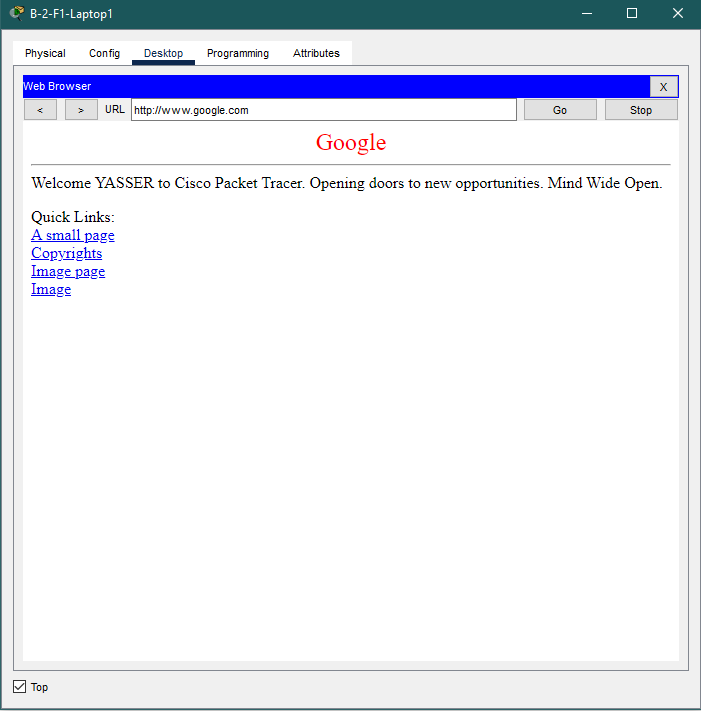 B-2-F1-Laptop1
Physical Config Desktop Programming Attributes
Web Browser X
< > URL http://www.google.com Go Stop
Google
Welcome YASSER to Cisco Packet Tracer. Opening doors to new opportunities. Mind Wide Open.
Quick Links:
A small page
Copyrights
Image page
Image
Top